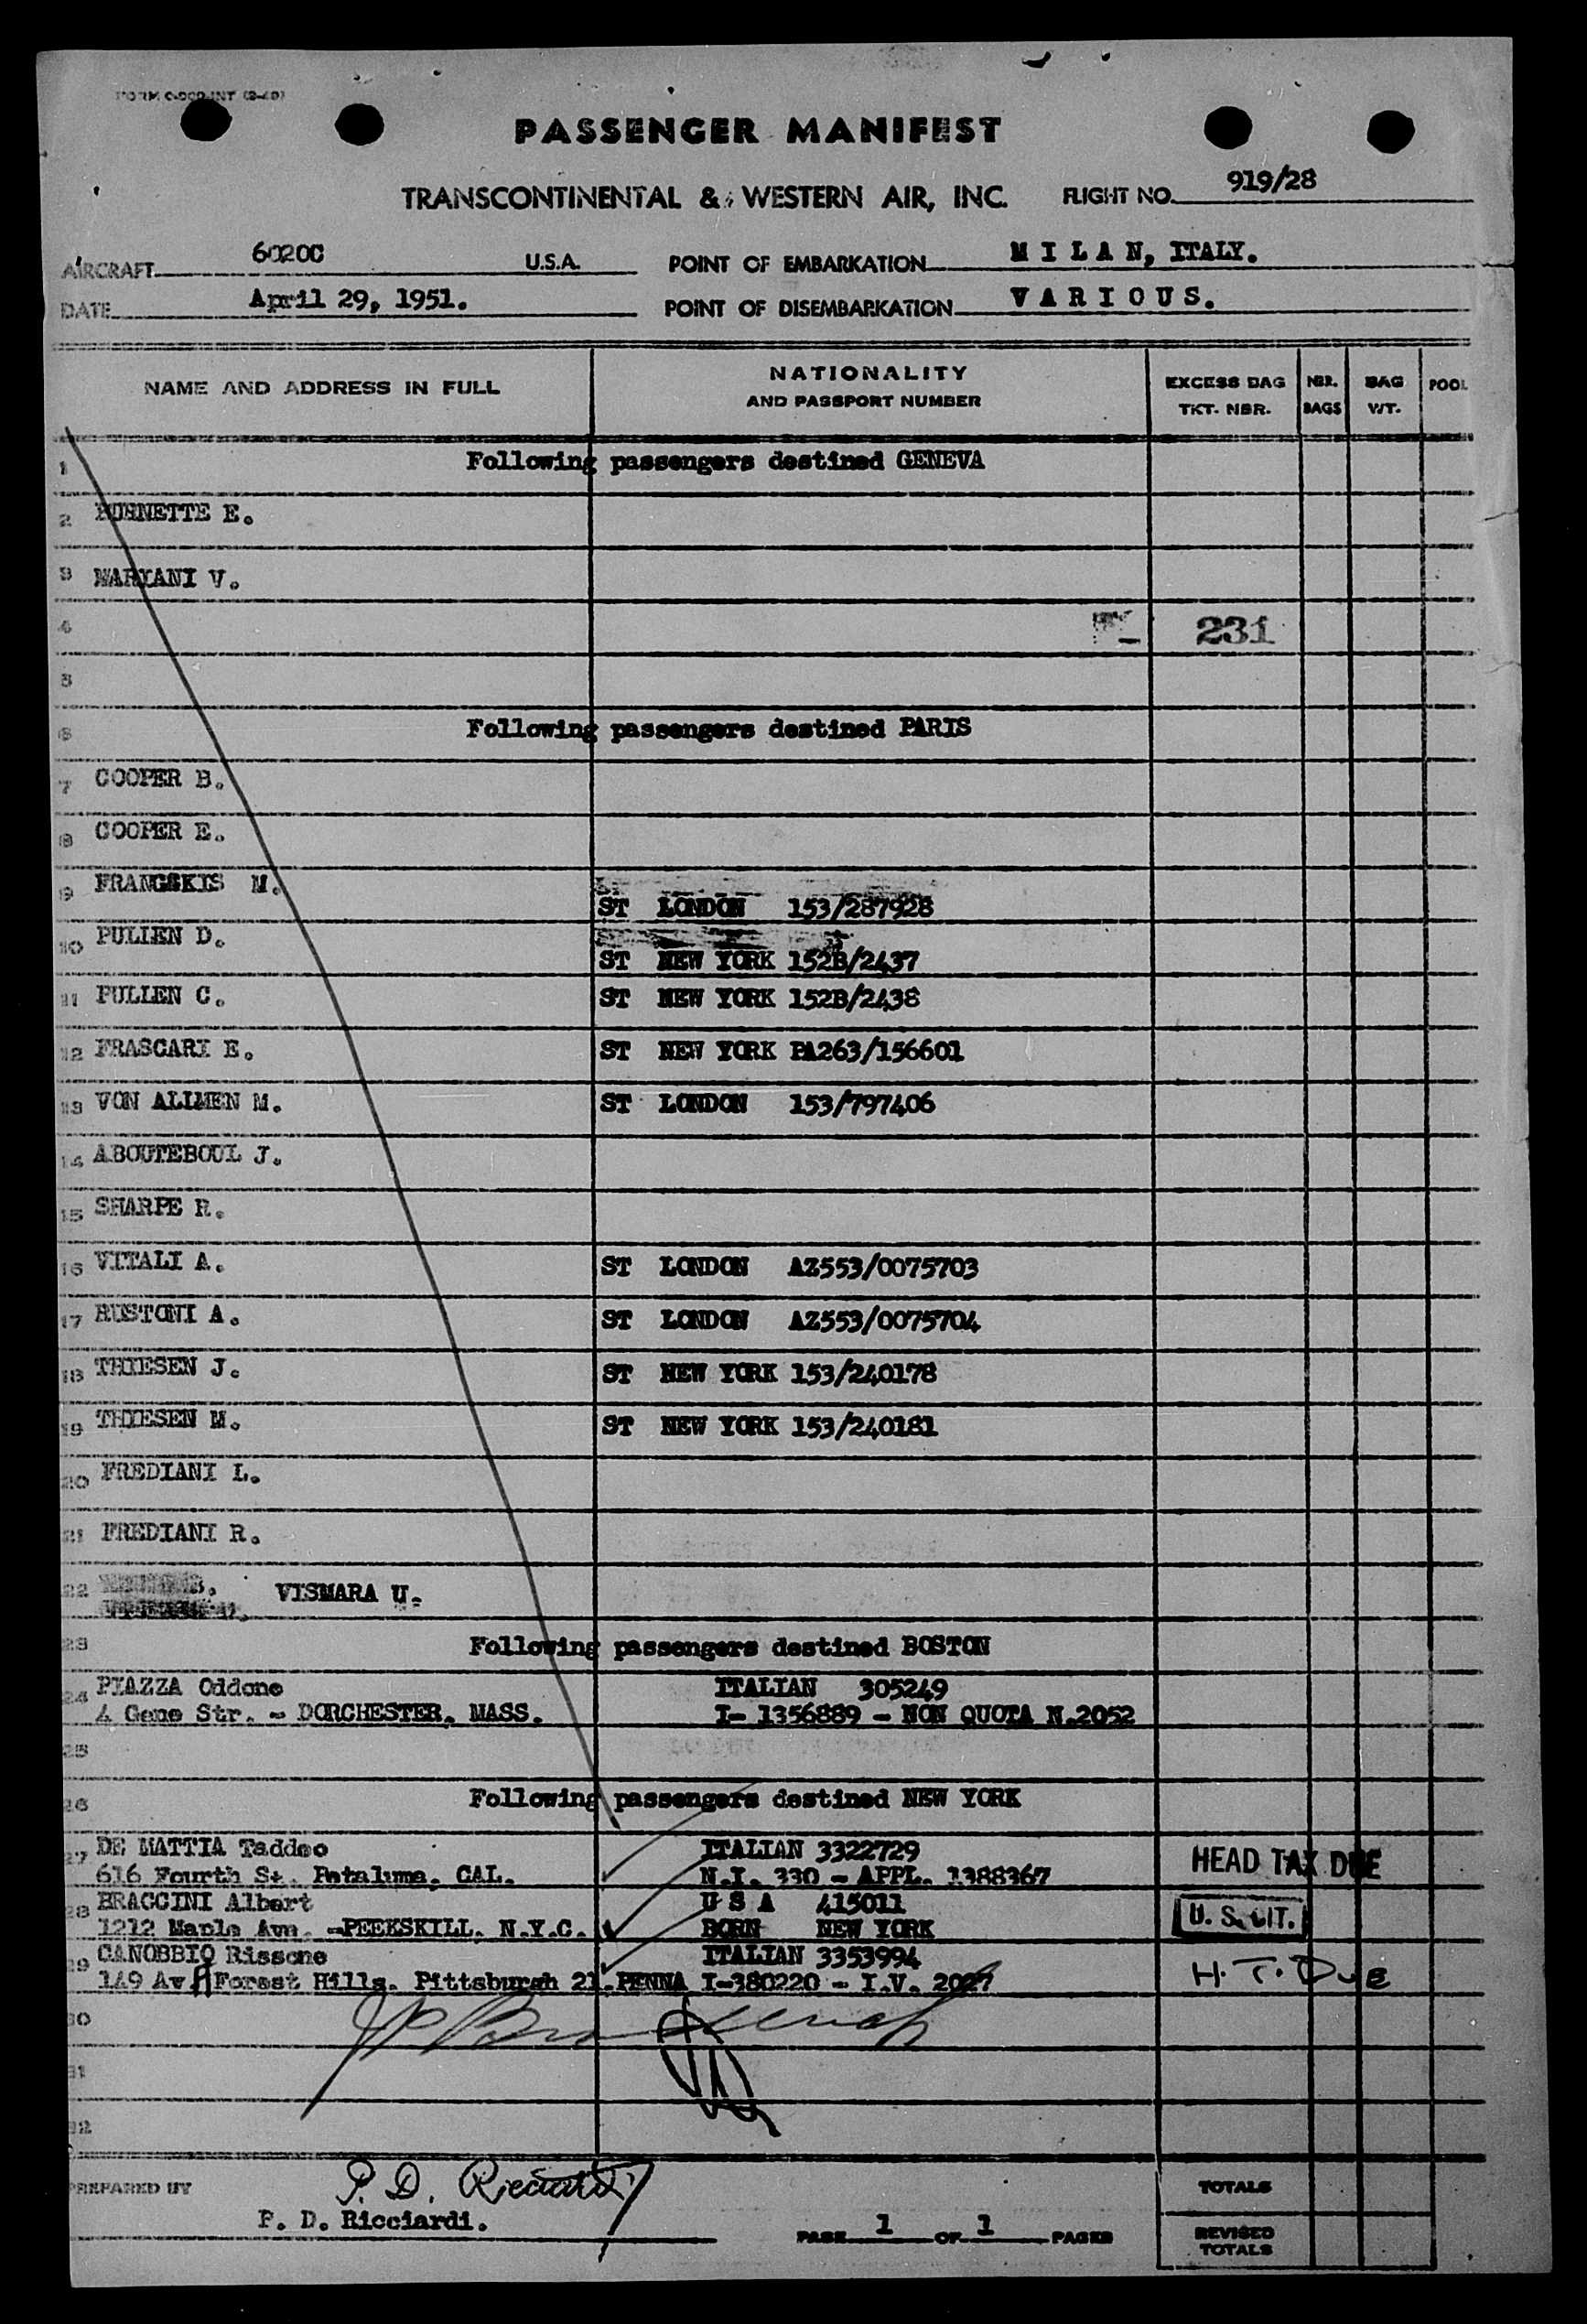 PASSENGER MANIFEST
TRANSCONTINENTAL & WESTERN AIR, INC. FLIGHT NO. 919/28
AIRCRAFT 6020C U.S.A. POINT OF EMBARKATION M I L A N, ITALY.
DATE April 29, 1951. POINT OF DISEMBARKATION V A R I O U S.
NAME AND ADDRESS IN FULL NATIONALITY AND PASSPORT NUMBER EXCESS BAG TKT. NBR. NBR. BAGS BAG WT. POOL
1 Following passengers destined GENEVA
2 E.
3 MARIANI V.
4 231
5
6 Following passengers destined PARIS
7 COOPER B.
8 COOPER E.
9 FRANGSKIS M. ST LONDON 153/287928
10 PULLEN D. ST NEW YORK 152B/2437
11 PULLEN C. ST NEW YORK 152B/2438
12 FRASCARI E. ST NEW YORK PA263/156601
13 VON ALLMEN M. ST LONDON 153/797406
14 ABOUTEBOUL J.
15 SHARPE R.
16 VITALI A. ST LONDON AZ553/0075703
17 RUSTONI A. ST LONDON AZ553/0075704
18 THIESEN J. ST NEW YORK 153/240178
19 THIESEN M. ST NEW YORK 153/240181
20 FREDIANI L.
21 FREDIANI R.
22 VISMARA U.
23 Following passengers destined BOSTON
24 PIAZZA Oddone ITALIAN 305249
4 Gene Str. - DORCHESTER, MASS. I- 1356889 - NON QUOTA N.2052
25
26 Following passengers destined NEW YORK
27 DE MATTIA Taddeo ITALIAN 3322729
616 Fourth St. Petaluma, CAL. N.I. 330 - APPL. 1388367 HEAD TAX DUE
28 BRACCINI Albert U S A 415011
1212 Maple Ave. -PEEKSKILL, N.Y.C. BORN NEW YORK U. S. CIT.
29 CANOBBIO Rissone ITALIAN 3353994
149 Av Forest Hills. Pittsburgh 21.PENNA I-380220 - I.V. 2027 H.T. DUE
30
31
32
PREPARED BY P. D. Ricciardi
P. D. Ricciardi.
PAGE 1 OF 1 PAGES
TOTALS
REVISED TOTALS